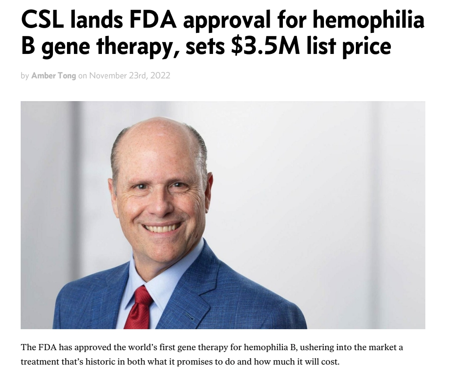 CSL lands FDA approval for hemophilia
B gene therapy, sets $3.5M list price
by Amber Tong on November 23rd, 2022
The FDA has approved the world's first gene therapy for hemophilia B, ushering into the market a
treatment that's historic in both what it promises to do and how much it will cost.